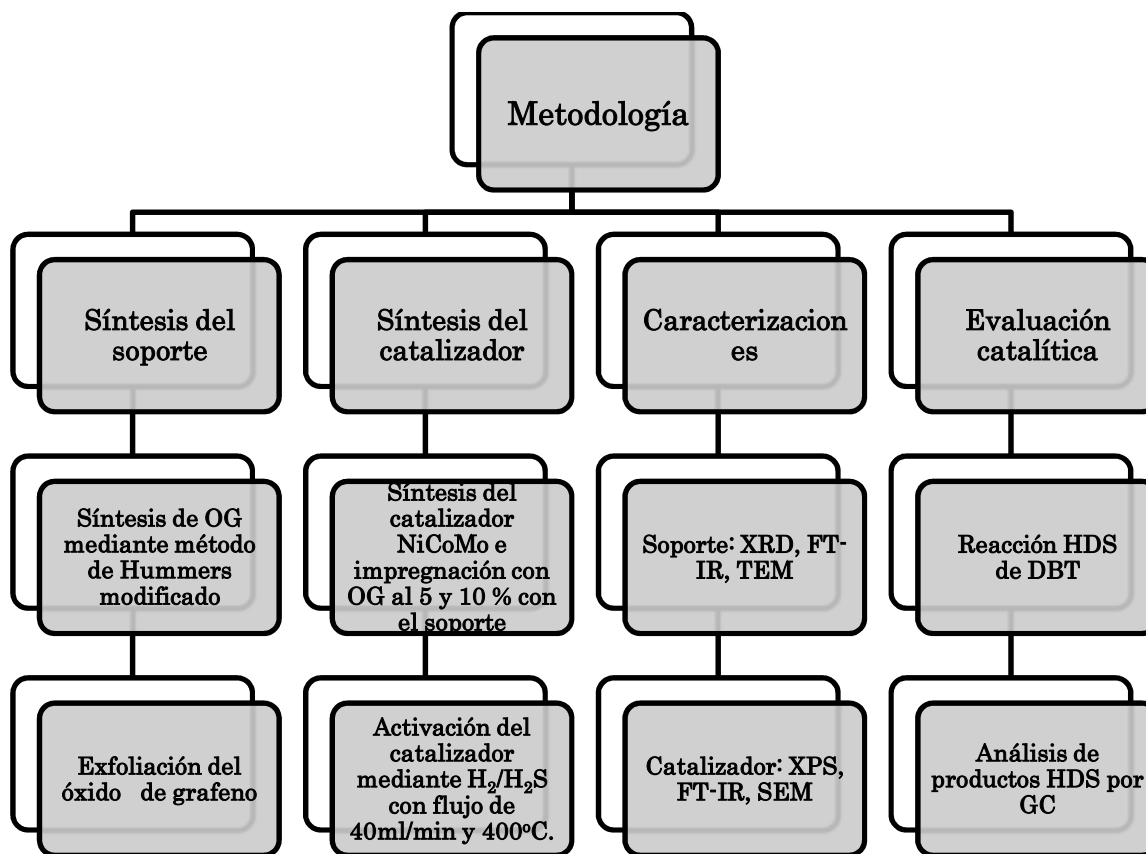 Metodología
Síntesis del
soporte
Síntesis del
catalizador
Caracterizacion
es
Evaluación
catalítica
Síntesis de OG
mediante método
de Hummers
modificado
Síntesis del
catalizador
NiCoMo e
impregnación con
OG al 5 y 10 % con
el soporte
Soporte: XRD, FT-
IR, TEM
Reacción HDS
de DBT
Exfoliación del
óxido de grafeno
Activación del
catalizador
mediante H₂/H₂S
con flujo de
40ml/min y 400ºC.
Catalizador: XPS,
FT-IR, SEM
Análisis de
productos HDS por
GC